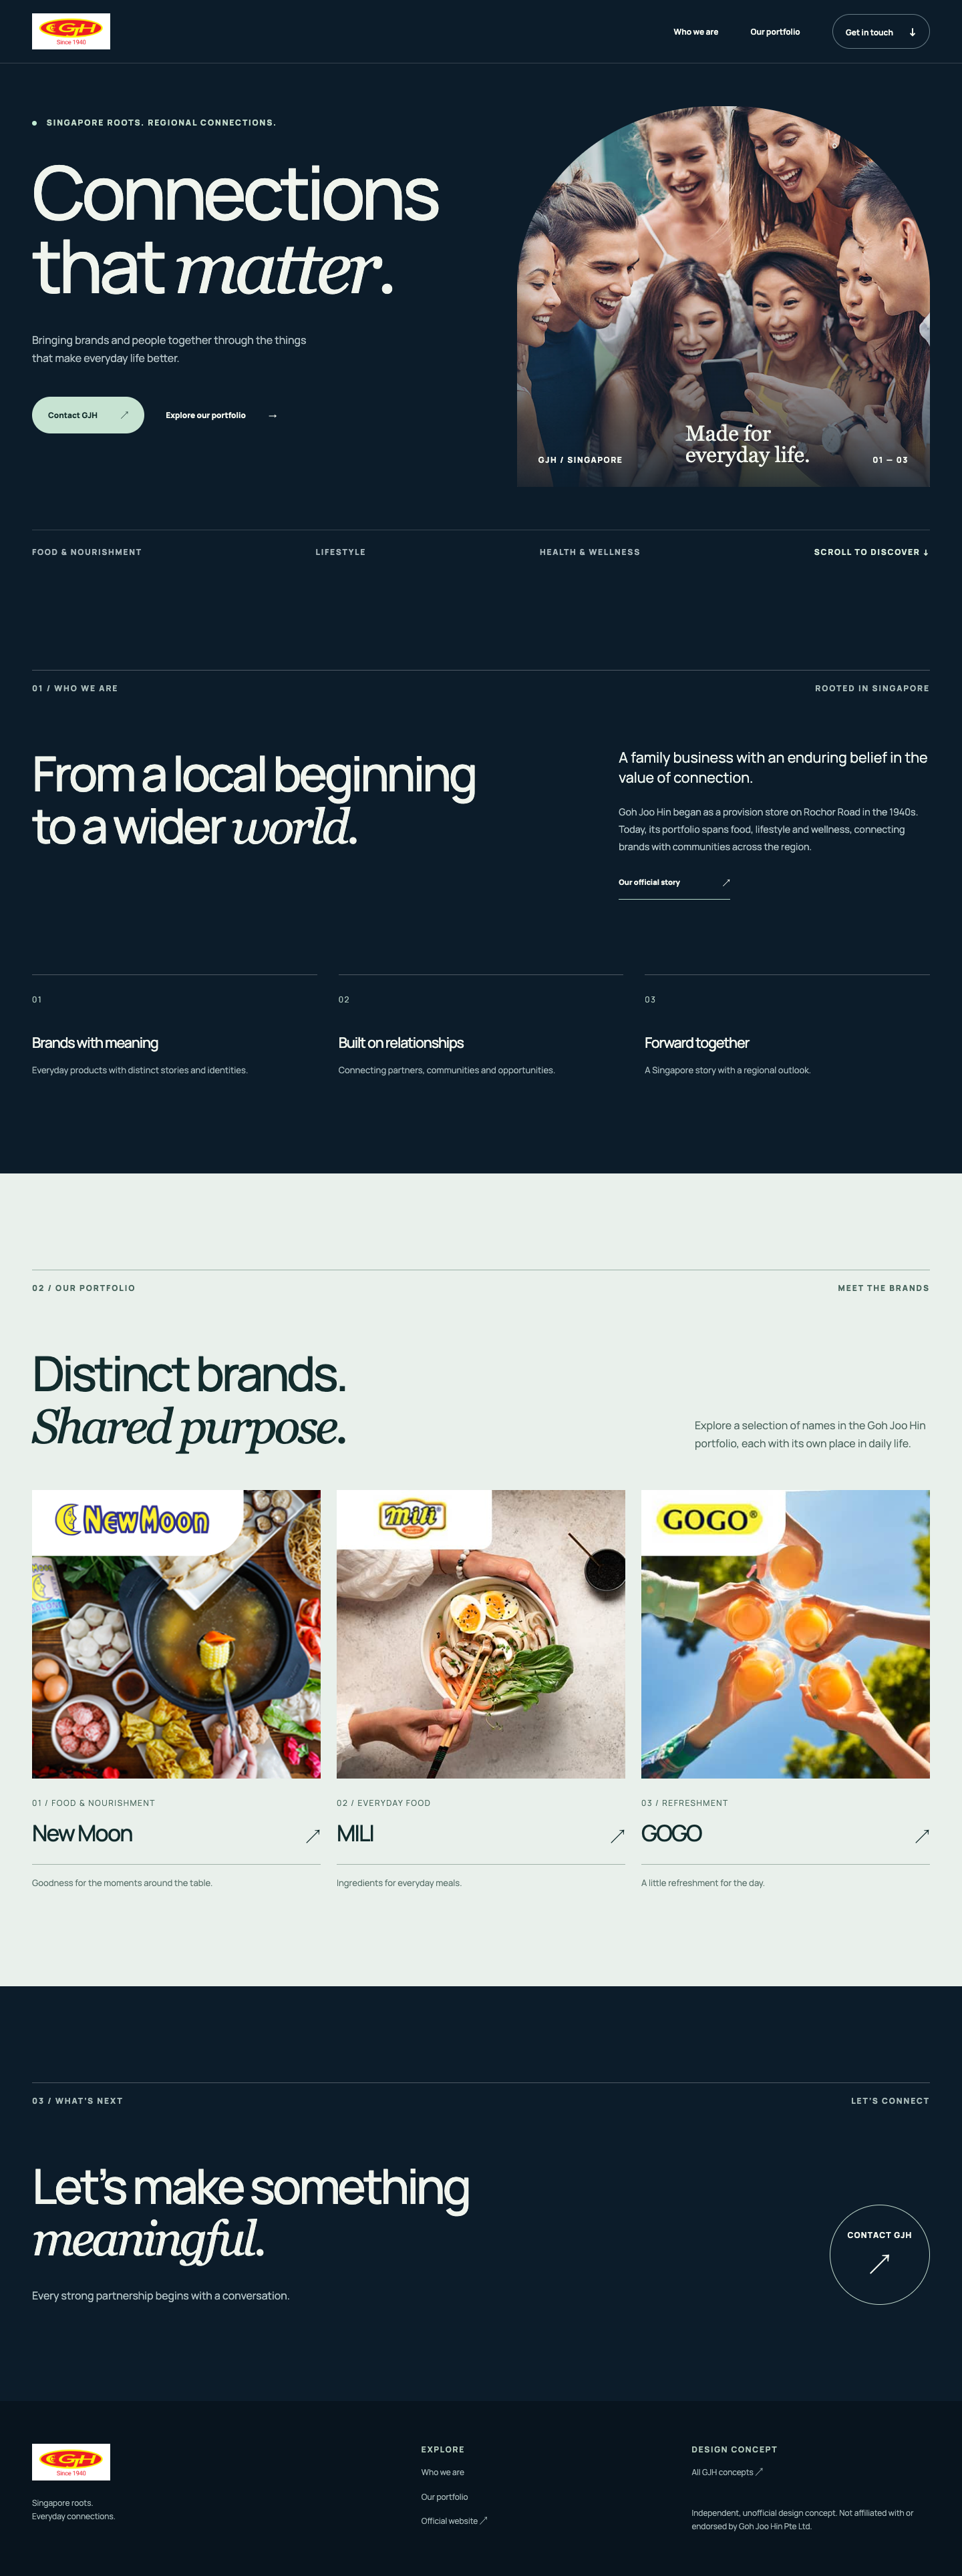 GJH
Since 1940
Who we are
Our portfolio
Get in touch ↓
SINGAPORE ROOTS. REGIONAL CONNECTIONS.
Connections
that matter.
Bringing brands and people together through the things
that make everyday life better.
Contact GJH ↗
Explore our portfolio →
GJH / SINGAPORE
Made for
everyday life.
01 — 03
FOOD & NOURISHMENT
LIFESTYLE
HEALTH & WELLNESS
SCROLL TO DISCOVER ↓
01 / WHO WE ARE
ROOTED IN SINGAPORE
From a local beginning
to a wider world.
A family business with an enduring belief in the
value of connection.
Goh Joo Hin began as a provision store on Rochor Road in the 1940s.
Today, its portfolio spans food, lifestyle and wellness, connecting
brands with communities across the region.
Our official story ↗
01
Brands with meaning
Everyday products with distinct stories and identities.
02
Built on relationships
Connecting partners, communities and opportunities.
03
Forward together
A Singapore story with a regional outlook.
02 / OUR PORTFOLIO
MEET THE BRANDS
Distinct brands.
Shared purpose.
Explore a selection of names in the Goh Joo Hin
portfolio, each with its own place in daily life.
New Moon
mili®
GOGO®
01 / FOOD & NOURISHMENT
New Moon ↗
Goodness for the moments around the table.
02 / EVERYDAY FOOD
MILI ↗
Ingredients for everyday meals.
03 / REFRESHMENT
GOGO ↗
A little refreshment for the day.
03 / WHAT’S NEXT
LET’S CONNECT
Let’s make something
meaningful.
Every strong partnership begins with a conversation.
CONTACT GJH
↗
GJH
Since 1940
Singapore roots.
Everyday connections.
EXPLORE
Who we are
Our portfolio
Official website ↗
DESIGN CONCEPT
All GJH concepts ↗
Independent, unofficial design concept. Not affiliated with or
endorsed by Goh Joo Hin Pte Ltd.